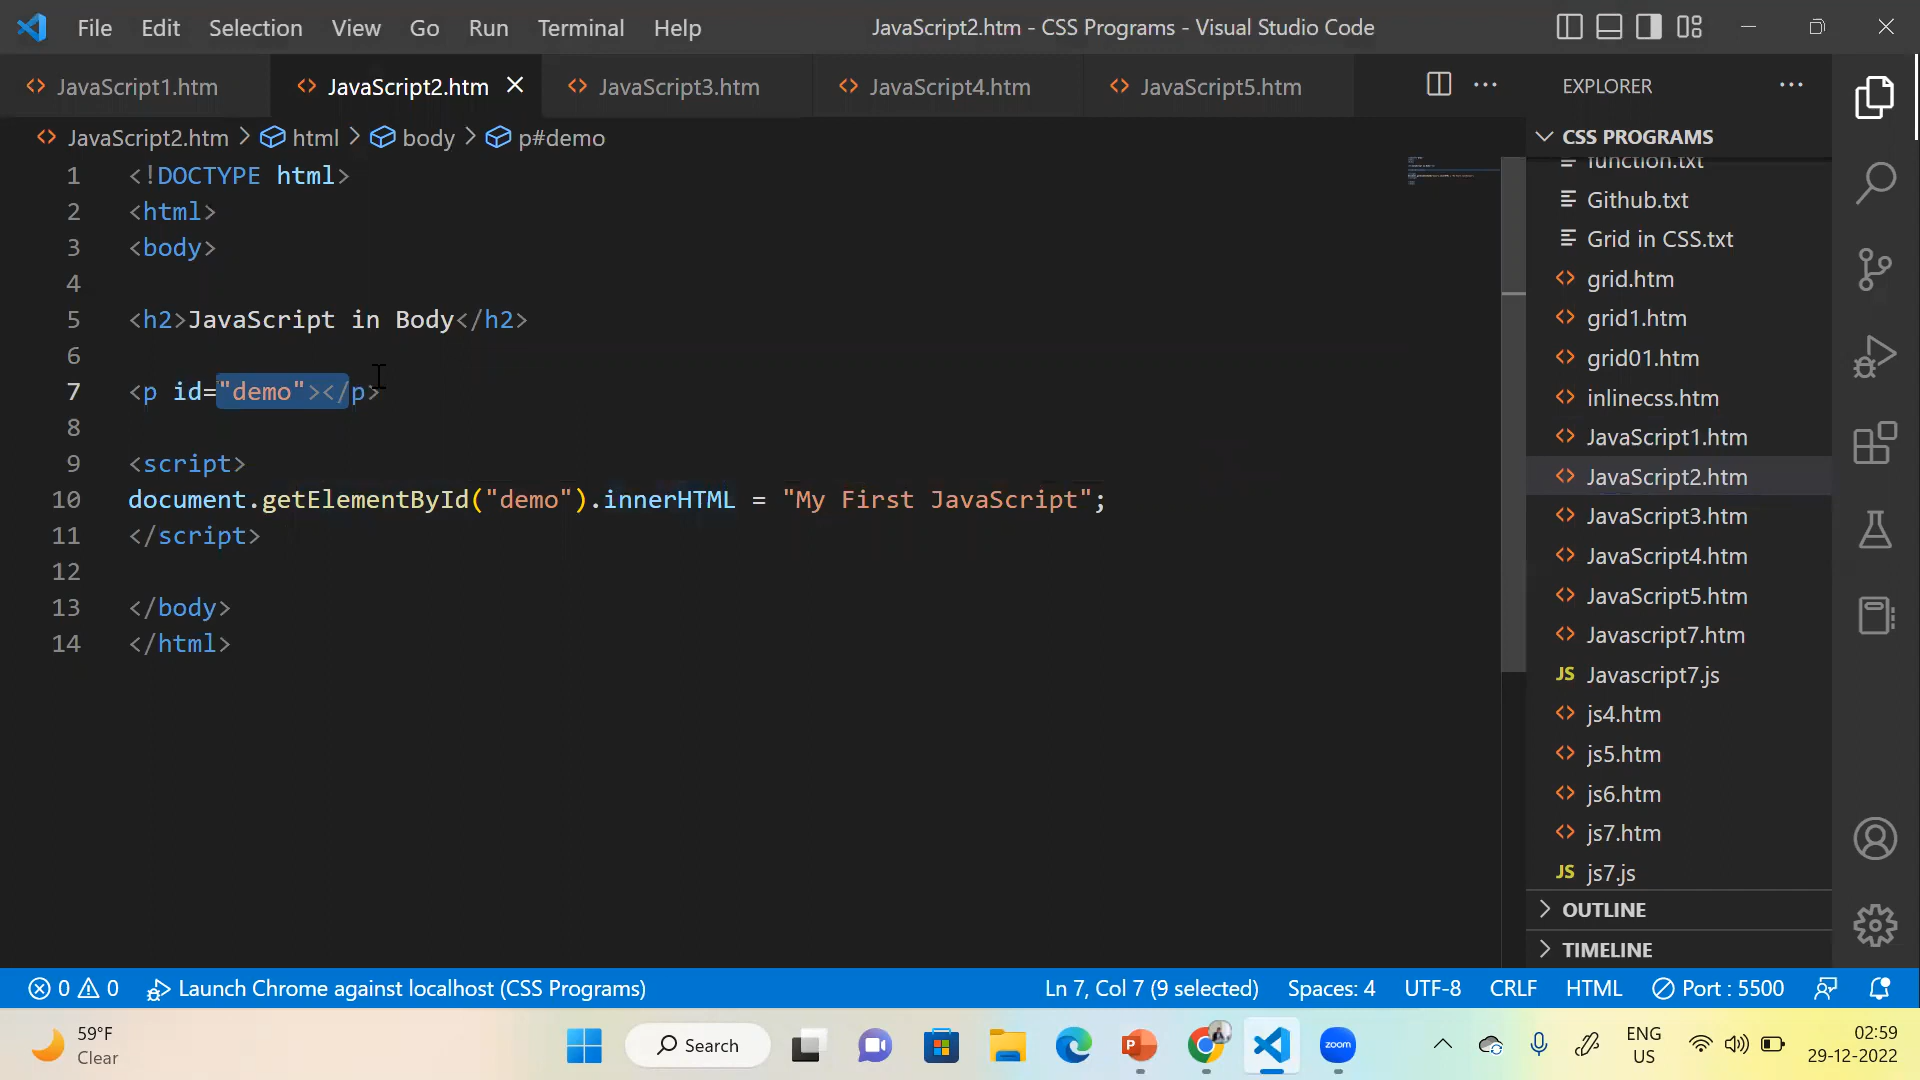 File Edit Selection View Go Run Terminal Help JavaScript2.htm - CSS Programs - Visual Studio Code
JavaScript1.htm JavaScript2.htm JavaScript3.htm JavaScript4.htm JavaScript5.htm
JavaScript2.htm > html > body > p#demo
1 <!DOCTYPE html>
2 <html>
3 <body>
4
5 <h2>JavaScript in Body</h2>
6
7 <p id="demo"></p>
8
9 <script>
10 document.getElementById("demo").innerHTML = "My First JavaScript";
11 </script>
12
13 </body>
14 </html>
EXPLORER
CSS PROGRAMS
function.txt
Github.txt
Grid in CSS.txt
grid.htm
grid1.htm
grid01.htm
inlinecss.htm
JavaScript1.htm
JavaScript2.htm
JavaScript3.htm
JavaScript4.htm
JavaScript5.htm
Javascript7.htm
JS Javascript7.js
js4.htm
js5.htm
js6.htm
js7.htm
JS js7.js
OUTLINE
TIMELINE
0 0 Launch Chrome against localhost (CSS Programs) Ln 7, Col 7 (9 selected) Spaces: 4 UTF-8 CRLF HTML Port : 5500
59°F
Clear
Search
P
zoom
ENG
US
02:59
29-12-2022